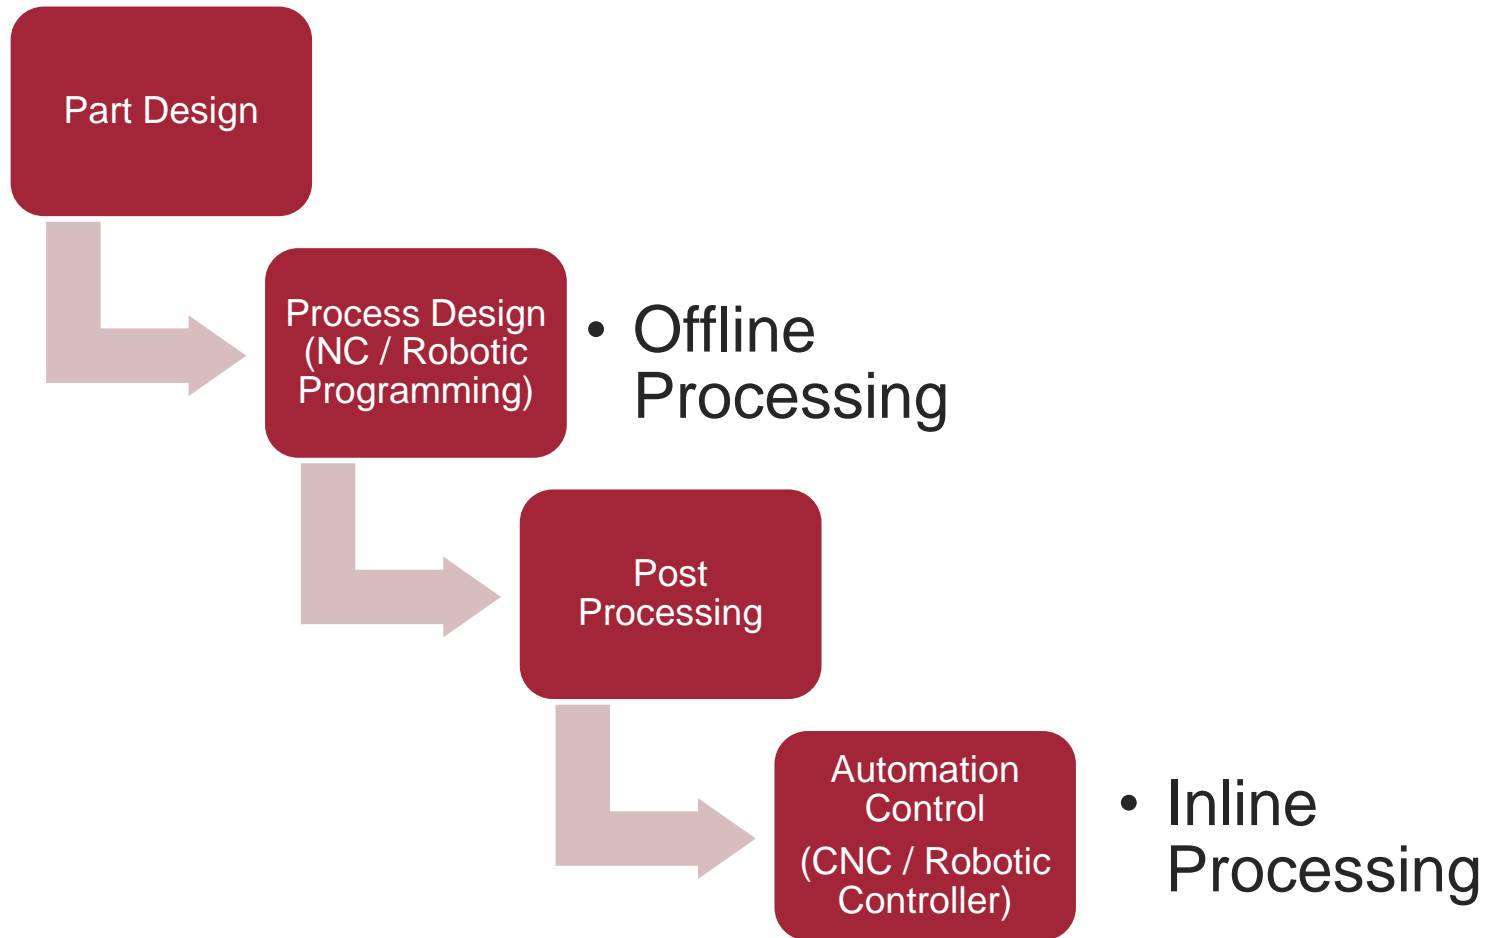 Part Design
Process Design
(NC / Robotic
Programming)
• Offline
Processing
Post
Processing
Automation
Control
(CNC / Robotic
Controller)
• Inline
Processing